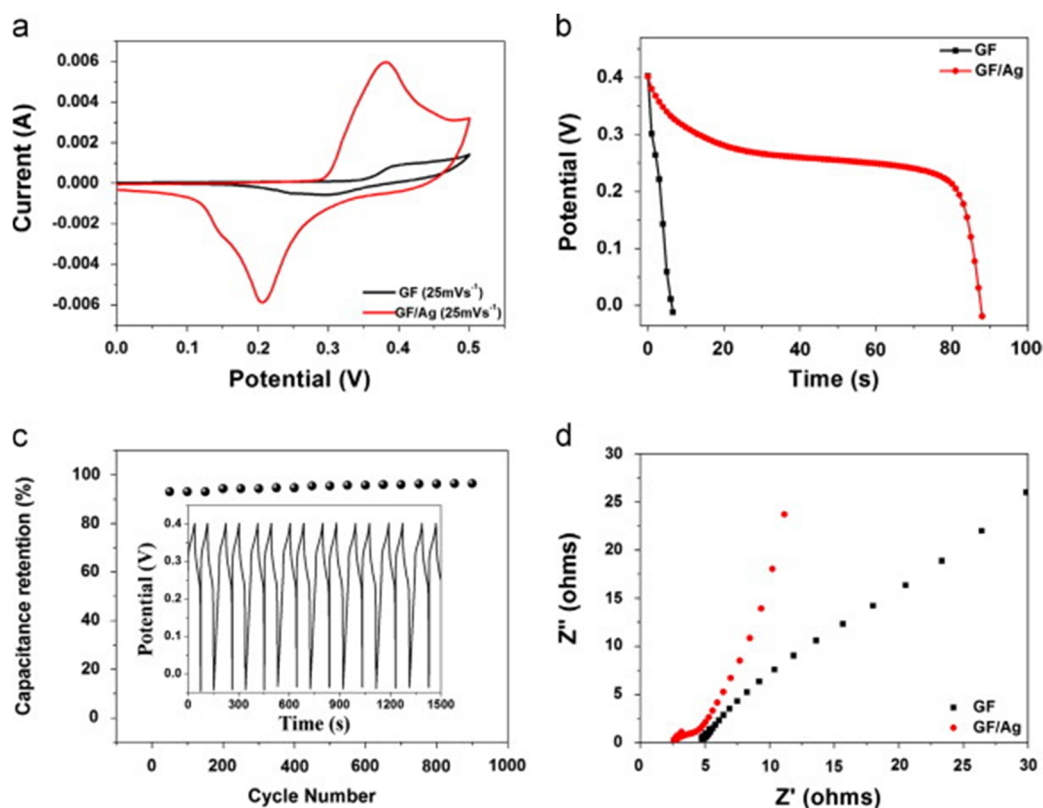 a
0.006
0.004
0.002
0.000
-0.002
-0.004
-0.006
Current (A)
GF (25mVs⁻¹)
GF/Ag (25mVs⁻¹)
0.0 0.1 0.2 0.3 0.4 0.5
Potential (V)
b
GF
GF/Ag
0.4
0.3
0.2
0.1
0.0
Potential (V)
0 20 40 60 80 100
Time (s)
c
100
80
60
40
20
0
Capacitance retention (%)
0.4
0.3
0.2
0.1
0.0
Potential (V)
0 300 600 900 1200 1500
Time (s)
0 200 400 600 800 1000
Cycle Number
d
30
25
20
15
10
5
0
Z'' (ohms)
GF
GF/Ag
0 5 10 15 20 25 30
Z' (ohms)